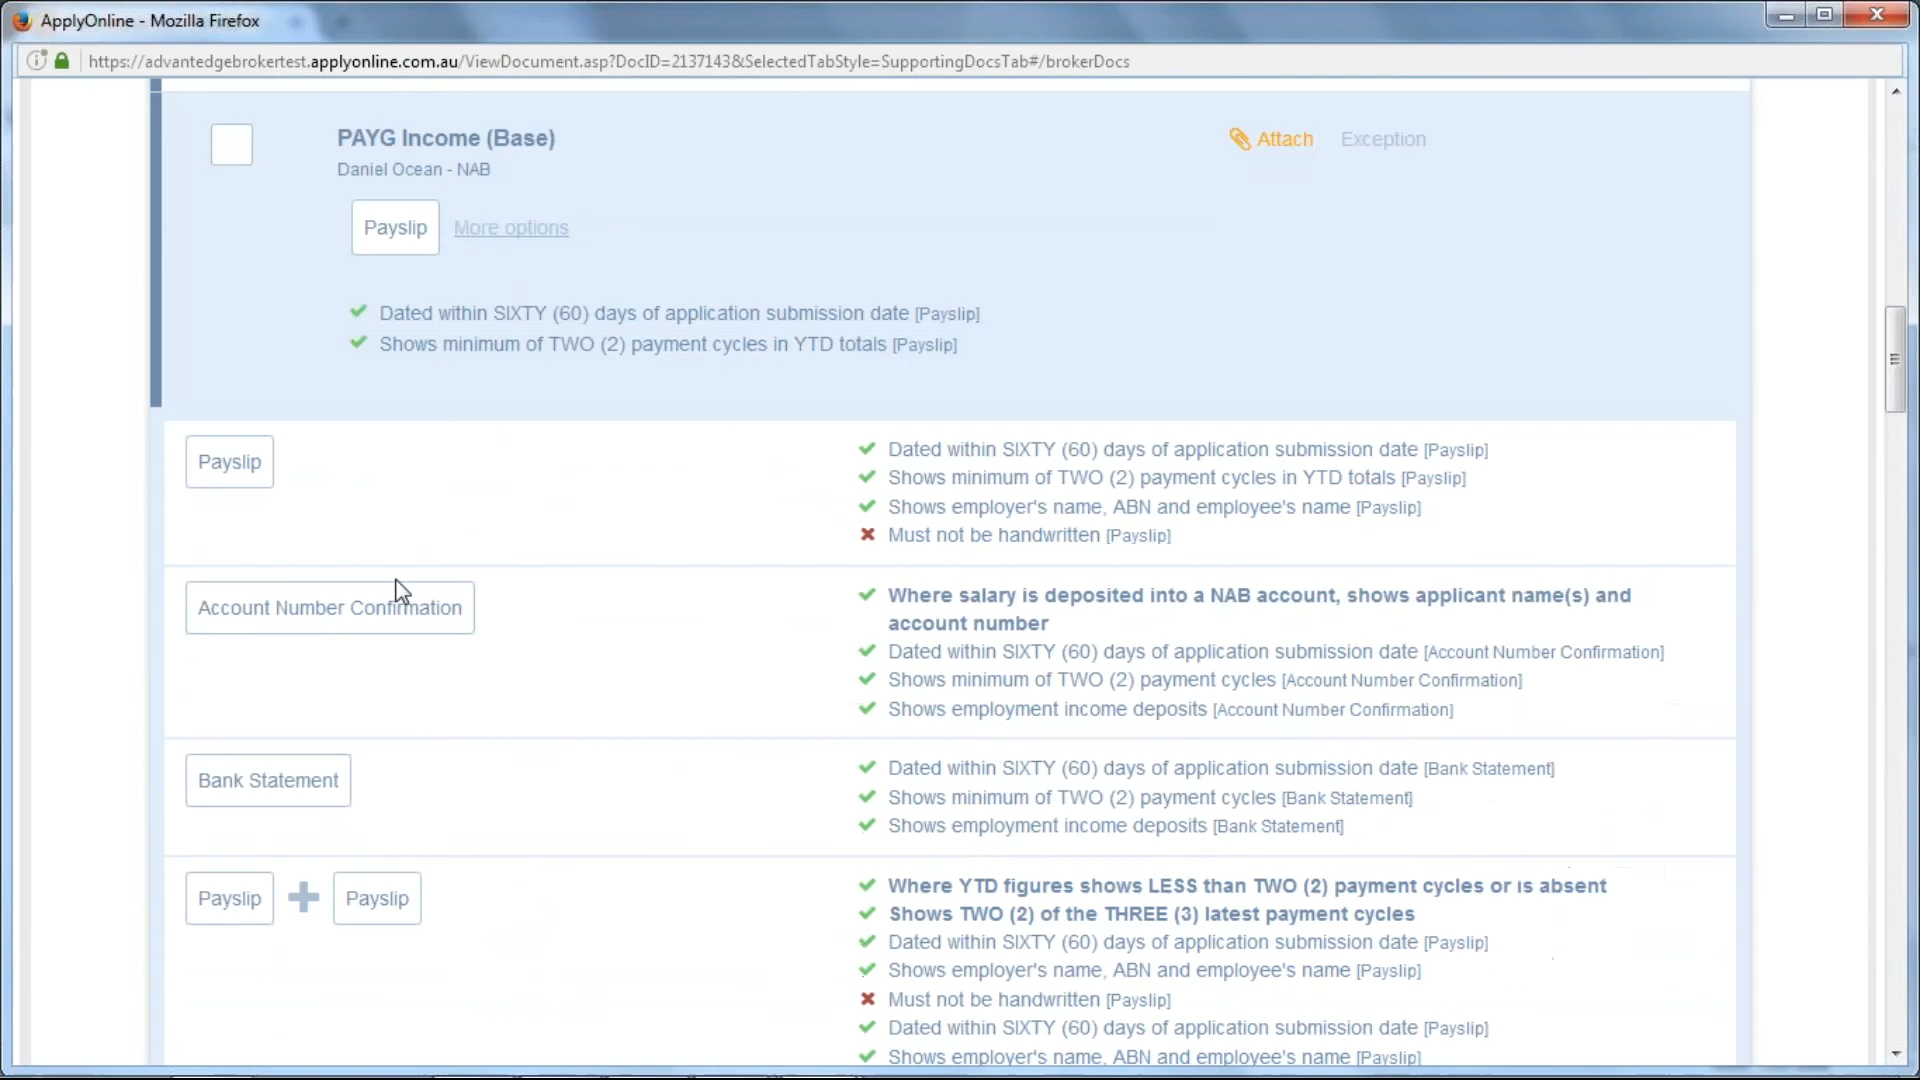 ApplyOnline - Mozilla Firefox
https://advantedgebrokertest.applyonline.com.au/ViewDocument.asp?DocID=2137143&SelectedTabStyle=SupportingDocsTab#/brokerDocs
PAYG Income (Base)
Attach Exception
Daniel Ocean - NAB
Payslip More options
Dated within SIXTY (60) days of application submission date [Payslip]
Shows minimum of TWO (2) payment cycles in YTD totals [Payslip]
Payslip
Dated within SIXTY (60) days of application submission date [Payslip]
Shows minimum of TWO (2) payment cycles in YTD totals [Payslip]
Shows employer's name, ABN and employee's name [Payslip]
Must not be handwritten [Payslip]
Account Number Confirmation
Where salary is deposited into a NAB account, shows applicant name(s) and
account number
Dated within SIXTY (60) days of application submission date [Account Number Confirmation]
Shows minimum of TWO (2) payment cycles [Account Number Confirmation]
Shows employment income deposits [Account Number Confirmation]
Bank Statement
Dated within SIXTY (60) days of application submission date [Bank Statement]
Shows minimum of TWO (2) payment cycles [Bank Statement]
Shows employment income deposits [Bank Statement]
Payslip + Payslip
Where YTD figures shows LESS than TWO (2) payment cycles or is absent
Shows TWO (2) of the THREE (3) latest payment cycles
Dated within SIXTY (60) days of application submission date [Payslip]
Shows employer's name, ABN and employee's name [Payslip]
Must not be handwritten [Payslip]
Dated within SIXTY (60) days of application submission date [Payslip]
Shows employer's name, ABN and employee's name [Payslip]